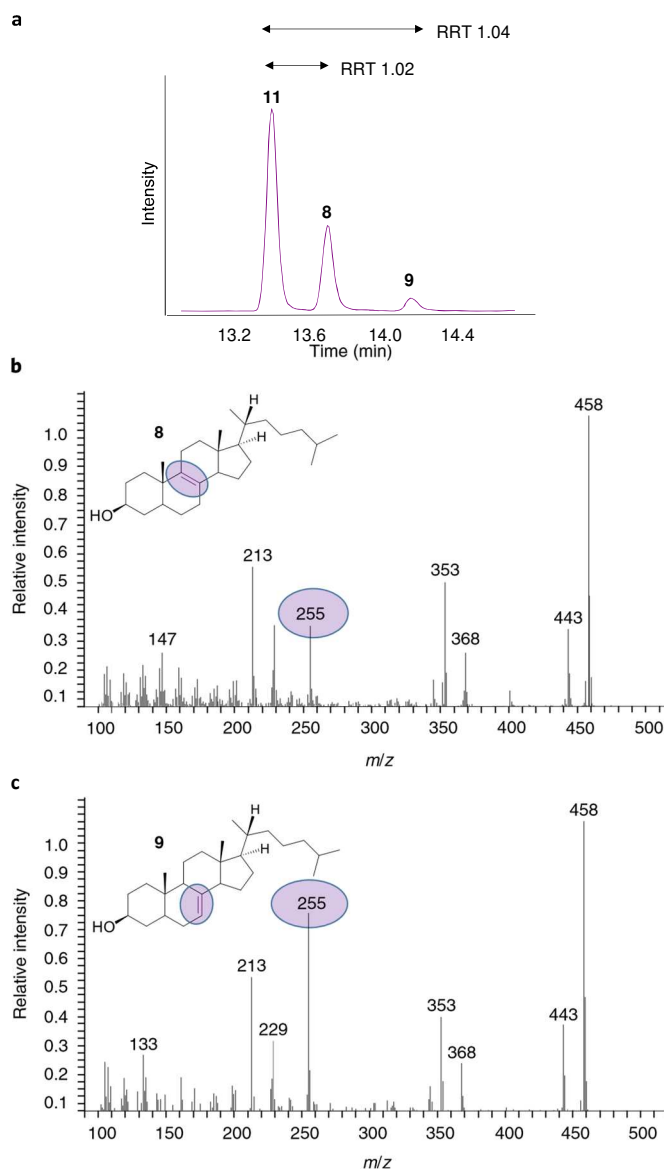 a
RRT 1.04
RRT 1.02
11
8
9
Intensity
13.2 13.6 14.0 14.4
Time (min)
b
8
H
H
HO
1.0
0.9
0.8
0.7
0.6
0.5
0.4
0.3
0.2
0.1
Relative intensity
147
213
255
353
368
443
458
100 150 200 250 300 350 400 450 500
m/z
c
9
H
H
HO
1.0
0.9
0.8
0.7
0.6
0.5
0.4
0.3
0.2
0.1
Relative intensity
133
213
229
255
353
368
443
458
100 150 200 250 300 350 400 450 500
m/z